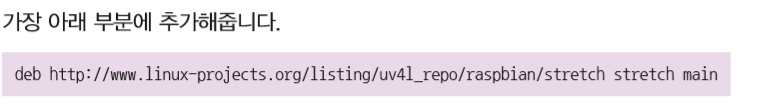 가장 아래 부분에 추가해줍니다.
deb http://www.linux-projects.org/listing/uv4l_repo/raspbian/stretch stretch main